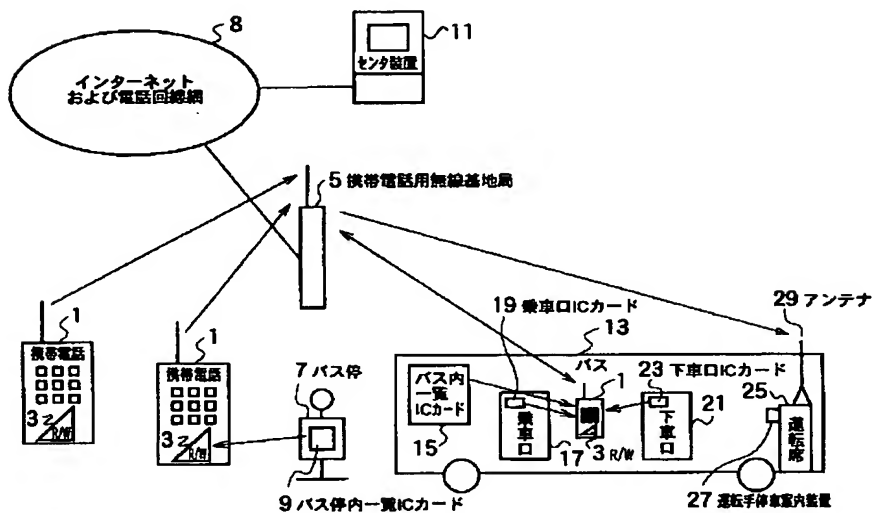 8
11
センタ装置
インターネット
および電話回線網
5 携帯電話用無線基地局
29 アンテナ
19 乗車口ICカード
13
1
携帯電話
3
R/W
1
携帯電話
3
R/W
7 バス停
9 バス停内一覧ICカード
バス
バス内
一覧
ICカード
15
乗車口
17
1
3 R/W
23 下車口ICカード
下車口
21
25
運転席
27 運転手停車案内装置